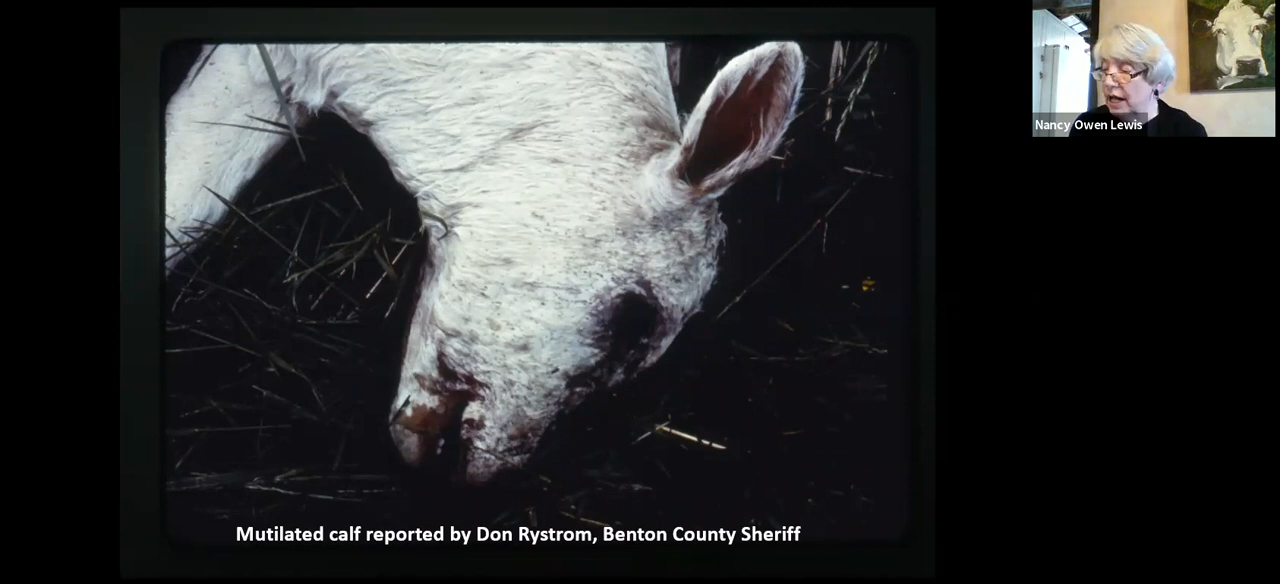 Nancy Owen Lewis
Mutilated calf reported by Don Rystrom, Benton County Sheriff